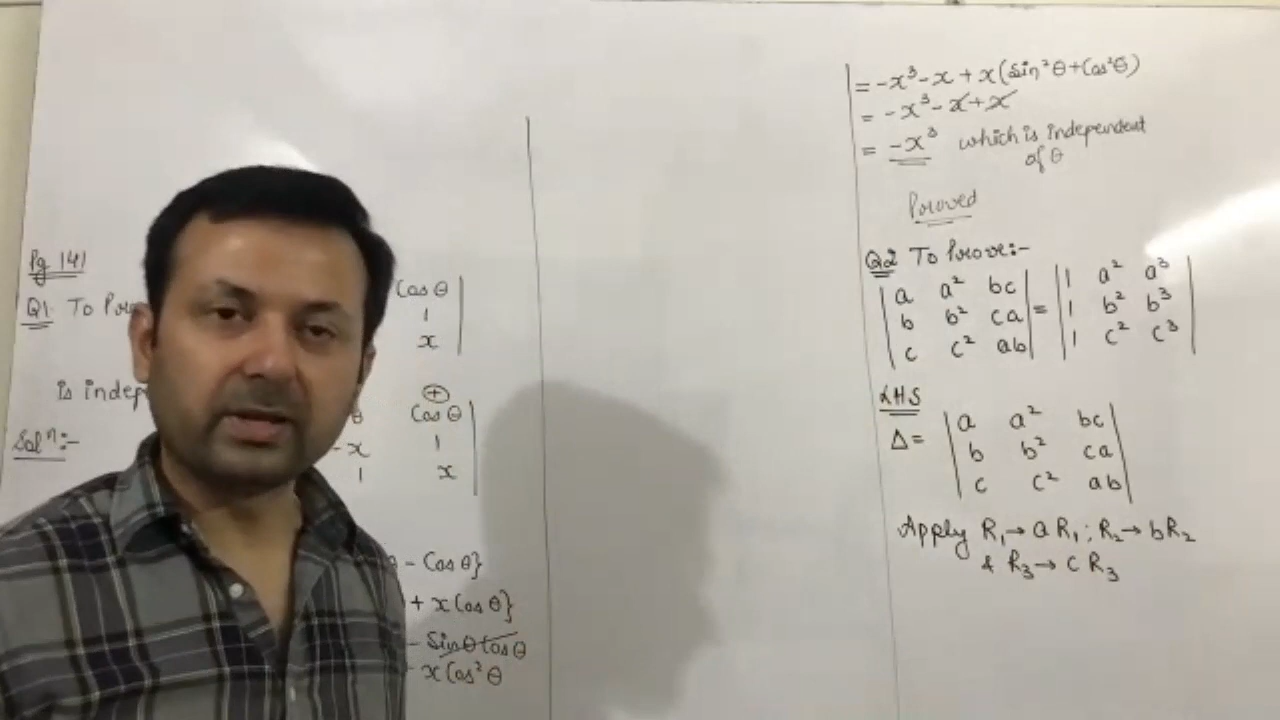 Pg 141
Q1. To
Cos θ
1
x
is
⊕
Cos θ
Solⁿ:-
- x 1
1 x
- Cos θ}
+ x Cos θ}
- Sin θ Cos θ
x Cos² θ
= -x³ - x + x (Sin² θ + Cos² θ)
= -x³ - x + x
= -x³ which is independent
of θ
Proved
Q2 To Prove:-
| a a² bc | = | 1 a² a³ |
| b b² ca | | 1 b² b³ |
| c c² ab | | 1 c² c³ |
LHS
Δ = | a a² bc |
| b b² ca |
| c c² ab |
Apply R₁→aR₁; R₂→bR₂
& R₃→cR₃